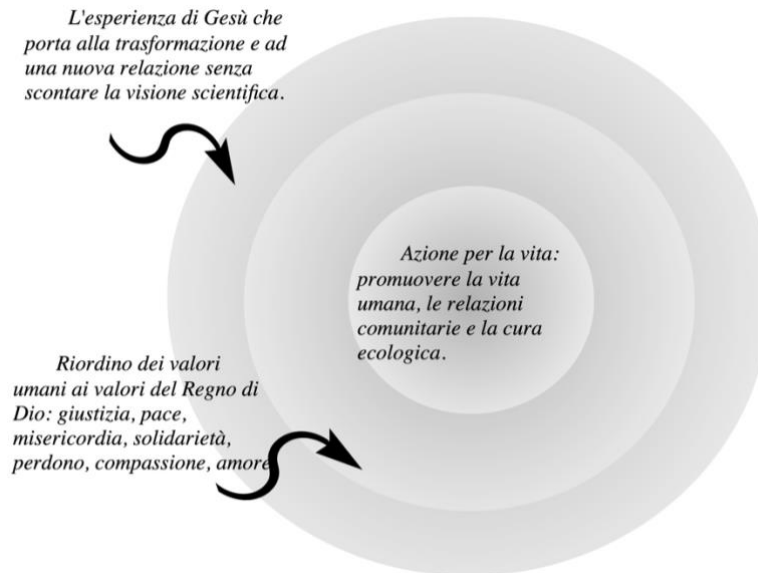 L'esperienza di Gesù che
porta alla trasformazione e ad
una nuova relazione senza
scontare la visione scientifica.
Azione per la vita:
promuovere la vita
umana, le relazioni
comunitarie e la cura
ecologica.
Riordino dei valori
umani ai valori del Regno di
Dio: giustizia, pace,
misericordia, solidarietà,
perdono, compassione, amore